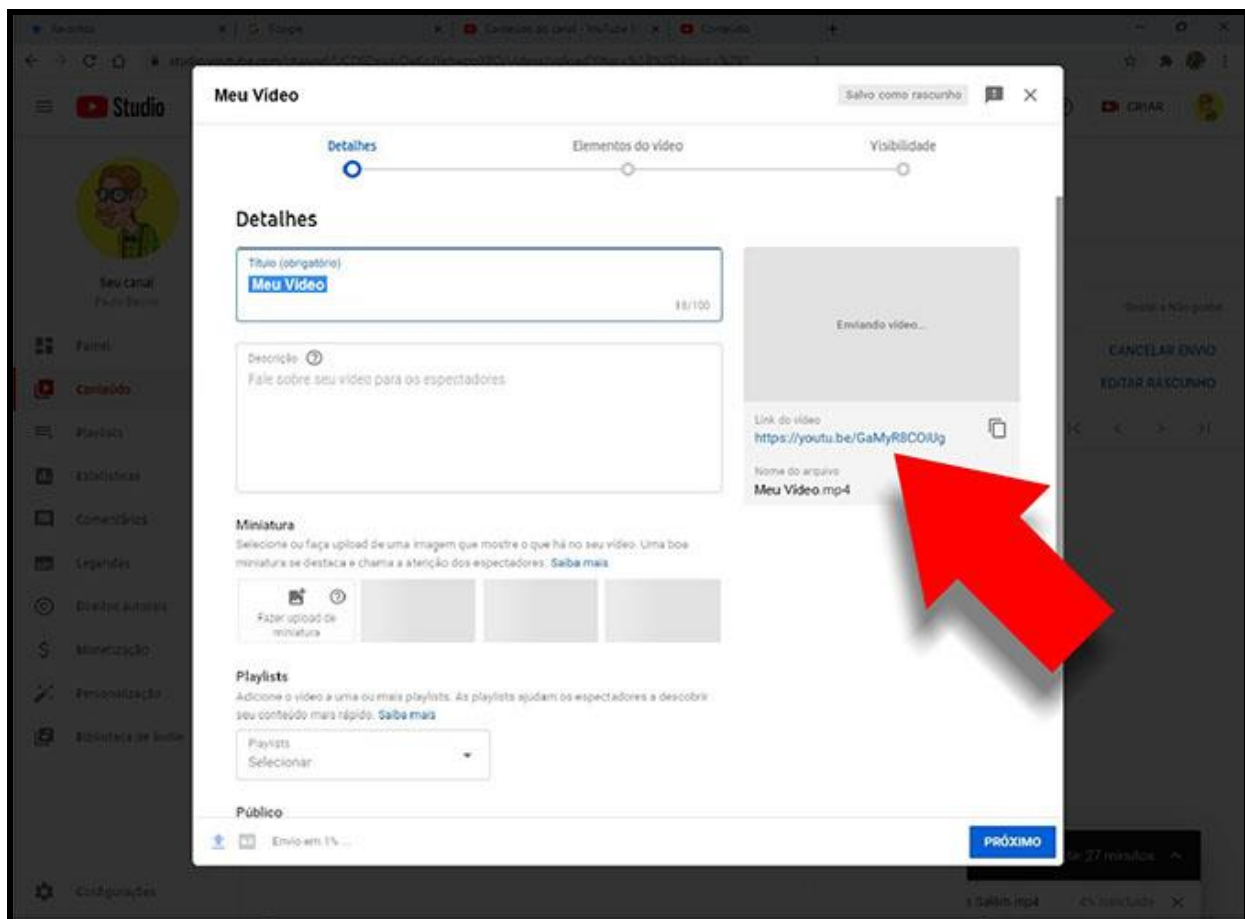 Studio
CRIAR
Meu Vídeo
Salvo como rascunho
Detalhes
Elementos do vídeo
Visibilidade
Detalhes
Título (obrigatório)
Meu Vídeo
/100
Enviando vídeo...
Descrição
Fale sobre seu vídeo para os espectadores
Link do vídeo
Nome do arquivo
Meu Vídeo.mp4
Miniatura
Selecione ou faça upload de uma imagem que mostre o que há no seu vídeo. Uma boa
miniatura se destaca e chama a atenção dos espectadores. Saiba mais
Fazer upload de
miniatura
Playlists
Adicione o vídeo a uma ou mais playlists. As playlists ajudam os espectadores a descobrir
seu conteúdo mais rápido. Saiba mais
Playlists
Selecionar
Público
Envio em 1% ...
PRÓXIMO
Seu canal
Painel
Conteúdo
Playlists
Estatísticas
Comentários
Legendas
Direitos autorais
Monetização
Personalização
Biblioteca de áudio
Configurações
CANCELAR ENVIO
EDITAR RASCUNHO
27 minutos